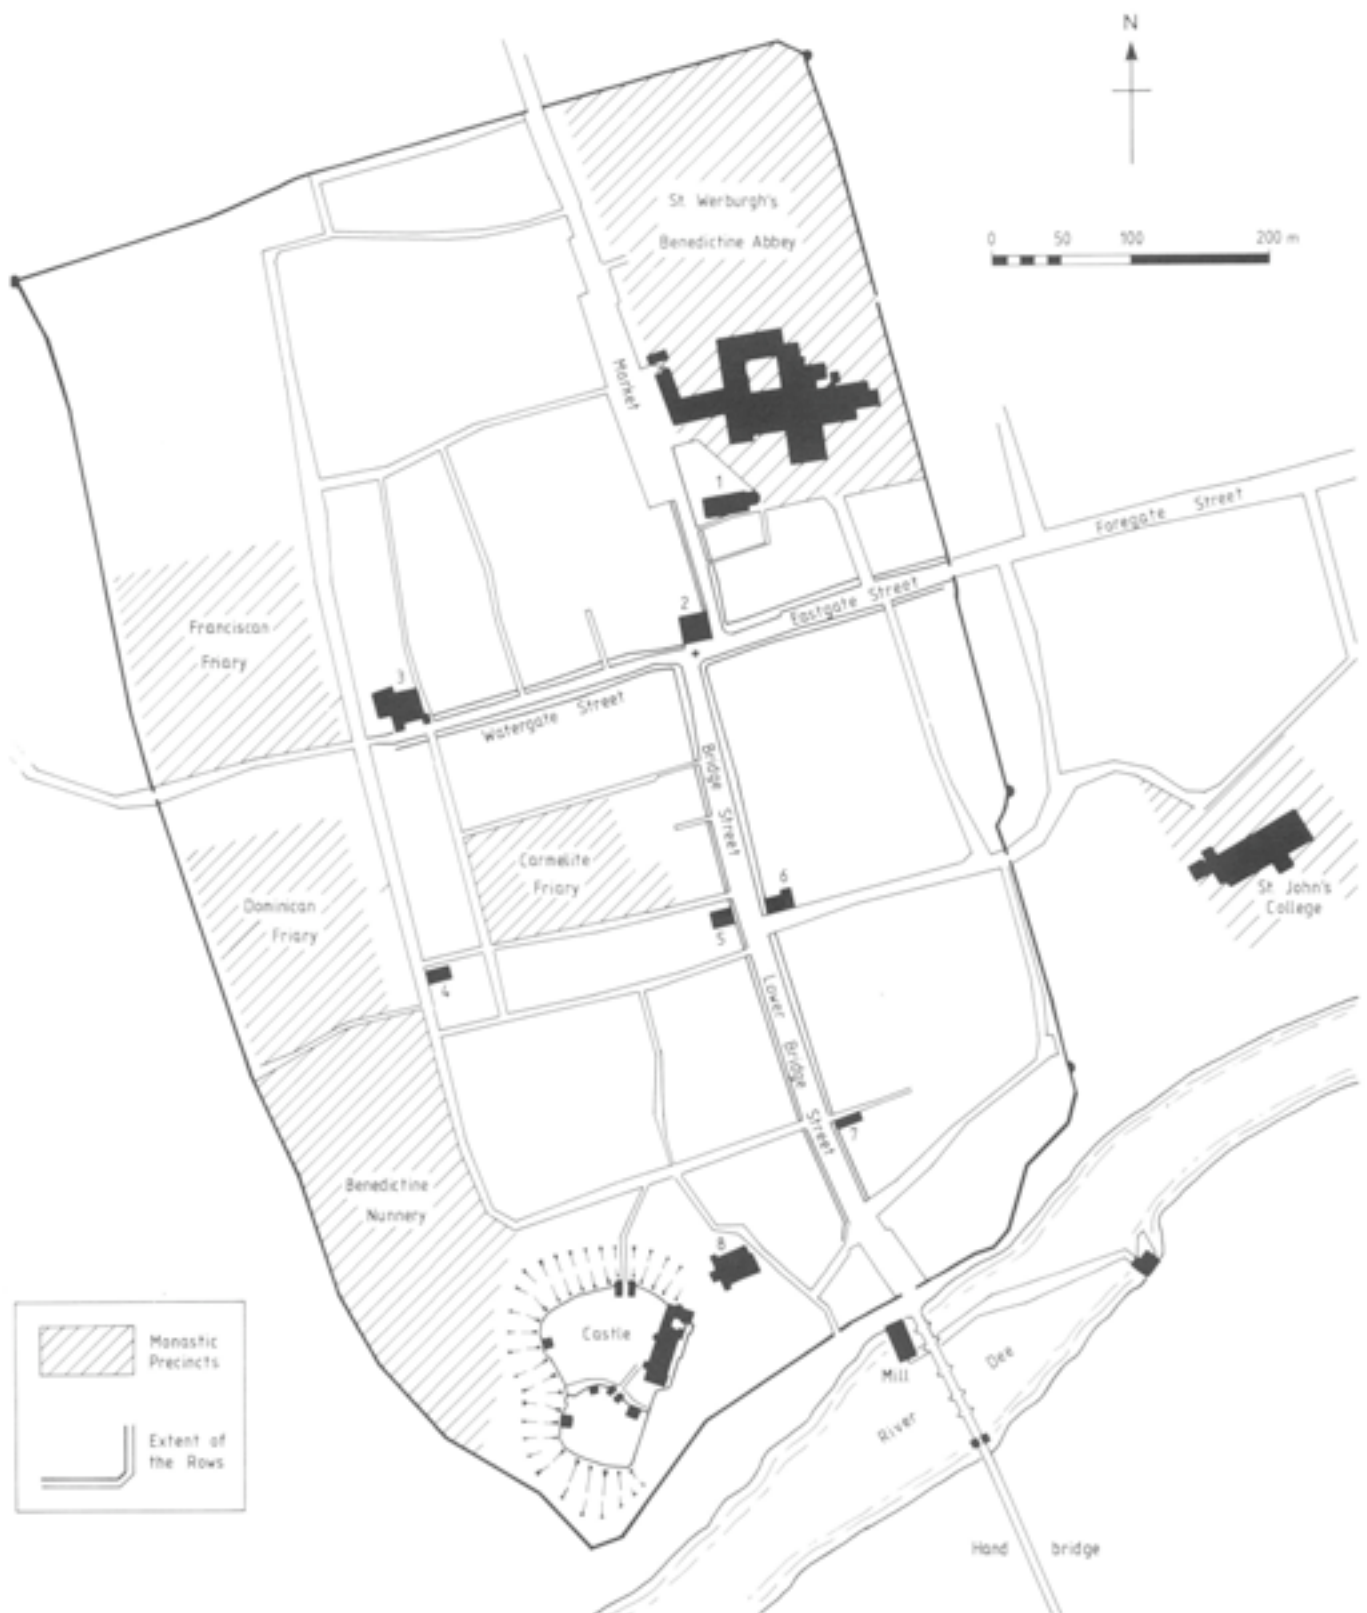 N
0 50 100 200 m
St. Werburgh's
Benedictine Abbey
Market
1
Foregate Street
2
Eastgate Street
Franciscan
Friary
3
Watergate Street
Bridge Street
Carmelite
Friary
6
St. John's
College
Dominican
Friary
5
4
Lower Bridge Street
7
Benedictine
Nunnery
8
Castle
Monastic
Precincts
Mill
River Dee
Extent of
the Rows
Hand bridge